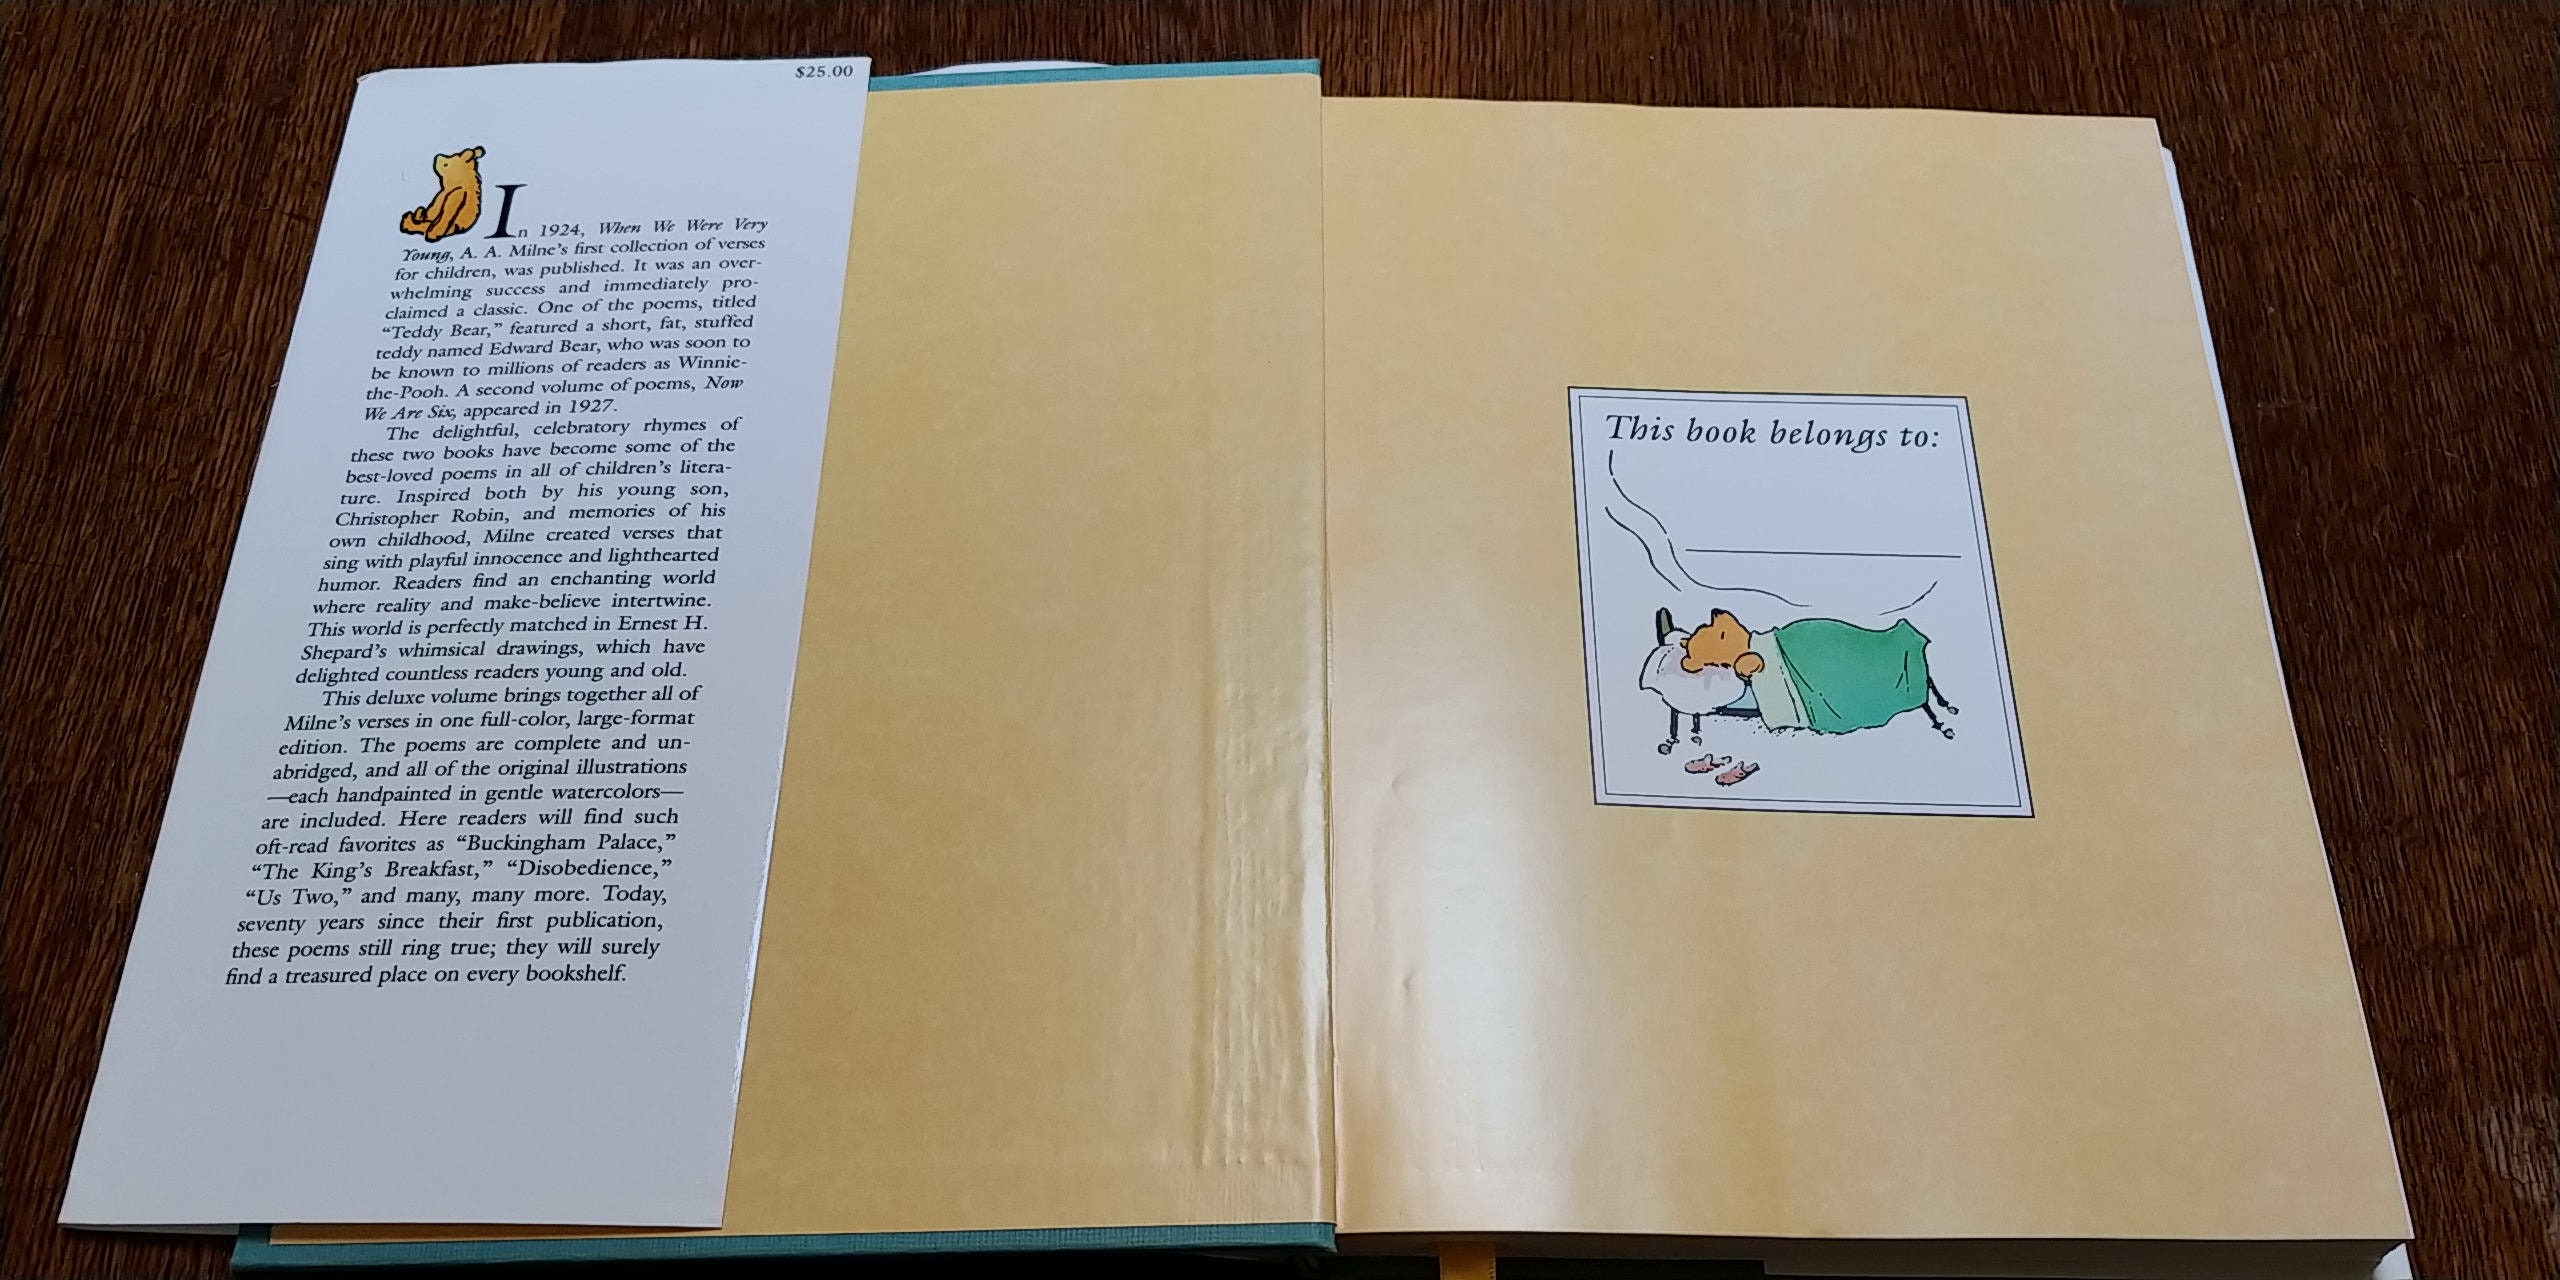 $25.00
In 1924, When We Were Very
Young, A. A. Milne's first collection of verses
for children, was published. It was an over-
whelming success and immediately pro-
claimed a classic. One of the poems, titled
“Teddy Bear,” featured a short, fat, stuffed
teddy named Edward Bear, who was soon to
be known to millions of readers as Winnie-
the-Pooh. A second volume of poems, Now
We Are Six, appeared in 1927.
The delightful, celebratory rhymes of
these two books have become some of the
best-loved poems in all of children's litera-
ture. Inspired both by his young son,
Christopher Robin, and memories of his
own childhood, Milne created verses that
sing with playful innocence and lighthearted
humor. Readers find an enchanting world
where reality and make-believe intertwine.
This world is perfectly matched in Ernest H.
Shepard's whimsical drawings, which have
delighted countless readers young and old.
This deluxe volume brings together all of
Milne's verses in one full-color, large-format
edition. The poems are complete and un-
abridged, and all of the original illustrations
—each handpainted in gentle watercolors—
are included. Here readers will find such
oft-read favorites as “Buckingham Palace,”
“The King's Breakfast,” “Disobedience,”
“Us Two,” and many, many more. Today,
seventy years since their first publication,
these poems still ring true; they will surely
find a treasured place on every bookshelf.
This book belongs to: